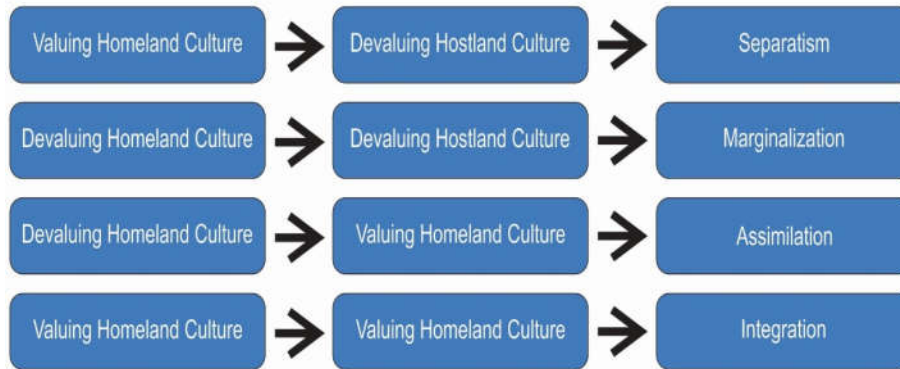 Valuing Homeland Culture Devaluing Hostland Culture Separatism
Devaluing Homeland Culture Devaluing Hostland Culture Marginalization
Devaluing Homeland Culture Valuing Homeland Culture Assimilation
Valuing Homeland Culture Valuing Homeland Culture Integration